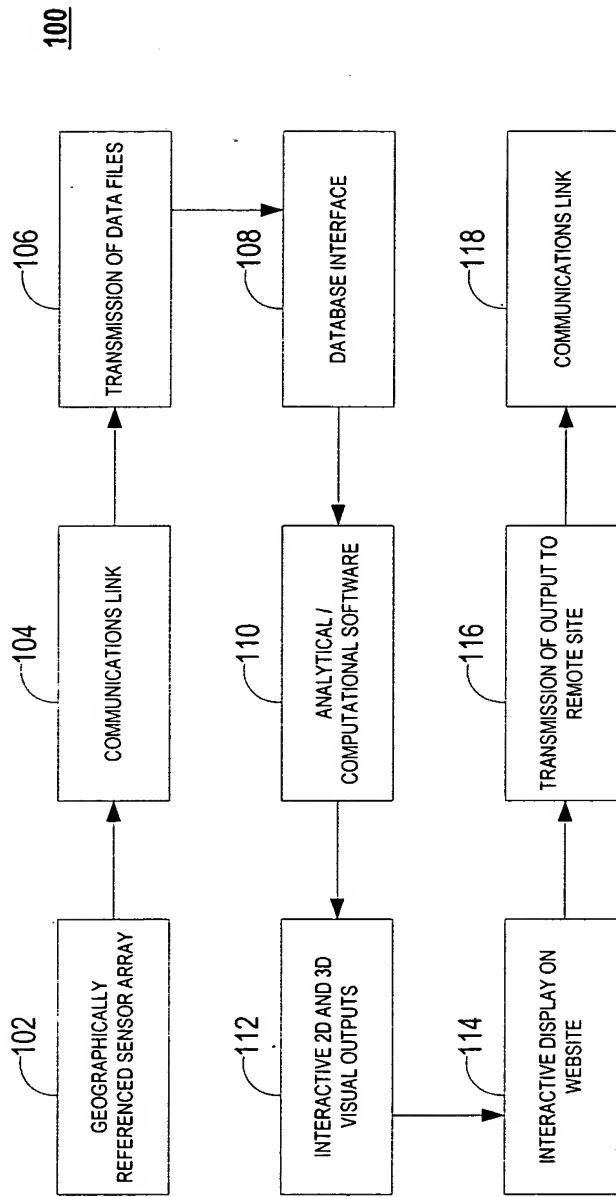 100
102
GEOGRAPHICALLY
REFERENCED SENSOR ARRAY
104
COMMUNICATIONS LINK
106
TRANSMISSION OF DATA FILES
108
DATABASE INTERFACE
110
ANALYTICAL /
COMPUTATIONAL SOFTWARE
112
INTERACTIVE 2D AND 3D
VISUAL OUTPUTS
114
INTERACTIVE DISPLAY ON
WEBSITE
116
TRANSMISSION OF OUTPUT TO
REMOTE SITE
118
COMMUNICATIONS LINK